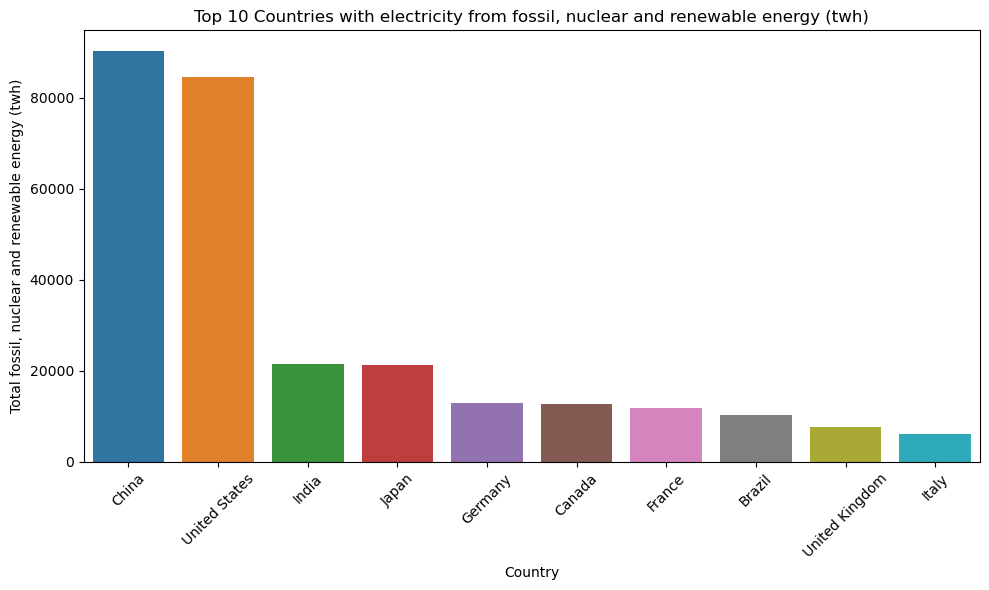 Top 10 Countries with electricity from fossil, nuclear and renewable energy (twh)
Total fossil, nuclear and renewable energy (twh)
80000
60000
40000
20000
0
China
United States
India
Japan
Germany
Canada
France
Brazil
United Kingdom
Italy
Country